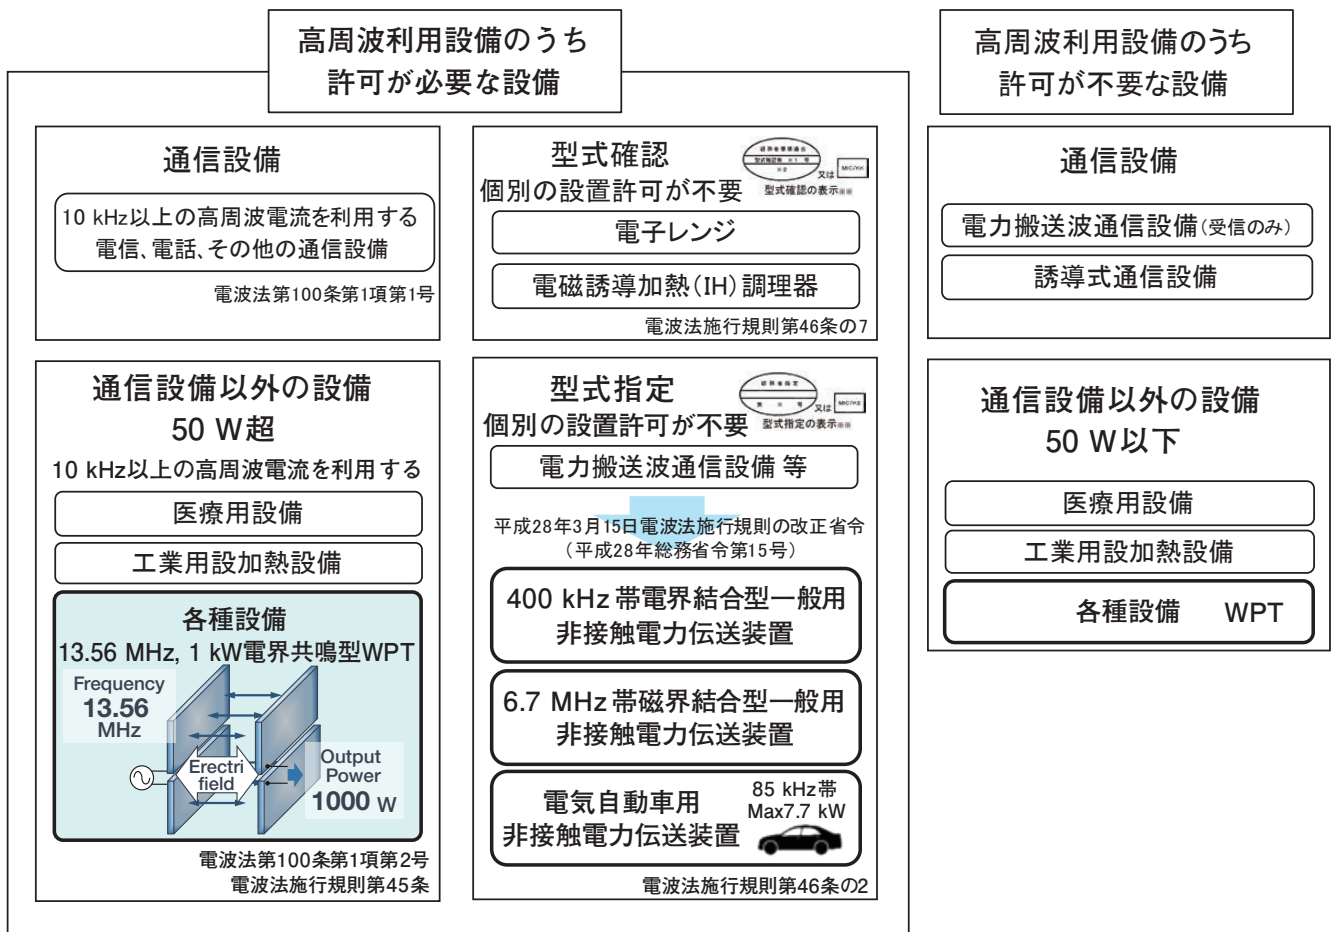 高周波利用設備のうち
許可が必要な設備
通信設備
10 kHz以上の高周波電流を利用する
電信、電話、その他の通信設備
電波法第100条第1項第1号
型式確認
又は
MIC/KK
型式確認の表示※※
個別の設置許可が不要
電子レンジ
電磁誘導加熱(IH)調理器
電波法施行規則第46条の7
通信設備以外の設備
50 W超
10 kHz以上の高周波電流を利用する
医療用設備
工業用設加熱設備
各種設備
13.56 MHz, 1 kW電界共鳴型WPT
Frequency
13.56
MHz
Erectri
field
Output
Power
1000 W
電波法第100条第1項第2号
電波法施行規則第45条
型式指定
又は
MIC/KS
型式指定の表示※※
個別の設置許可が不要
電力搬送波通信設備 等
平成28年3月15日電波法施行規則の改正省令
(平成28年総務省令第15号)
400 kHz 帯電界結合型一般用
非接触電力伝送装置
6.7 MHz 帯磁界結合型一般用
非接触電力伝送装置
電気自動車用
非接触電力伝送装置
85 kHz帯
Max7.7 kW
電波法施行規則第46条の2
高周波利用設備のうち
許可が不要な設備
通信設備
電力搬送波通信設備(受信のみ)
誘導式通信設備
通信設備以外の設備
50 W以下
医療用設備
工業用設加熱設備
各種設備 WPT